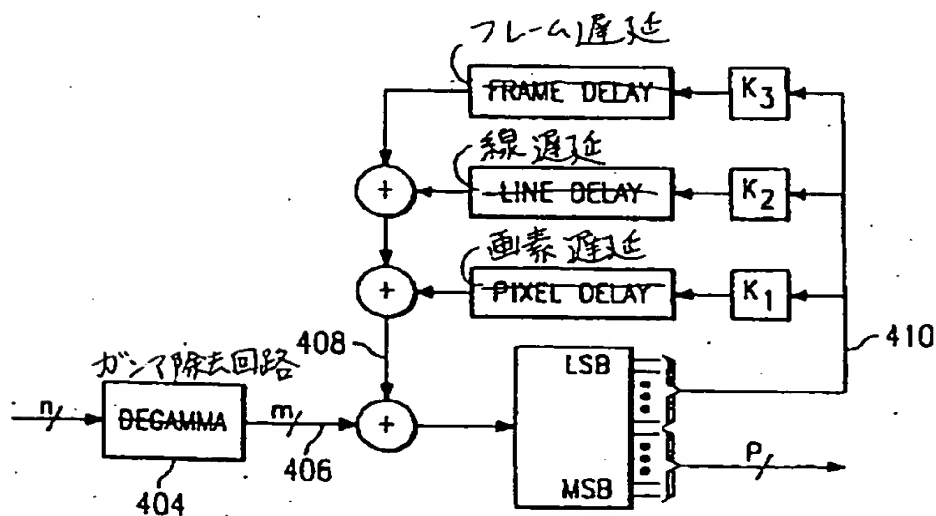 フレーム遅延
FRAME DELAY
K3
線遅延
LINE DELAY
K2
画素遅延
PIXEL DELAY
K1
408
410
ガンマ除去回路
LSB
n
DEGAMMA
m
406
P
404
MSB
+
+
+